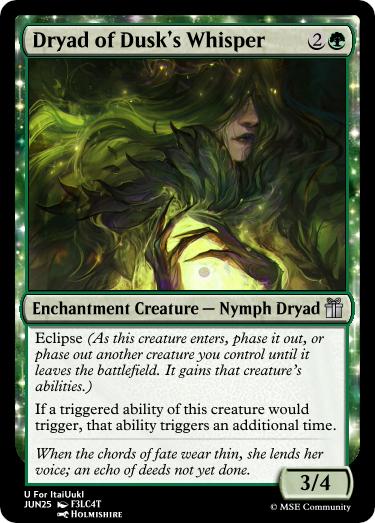 Dryad of Dusk's Whisper 2
Enchantment Creature — Nymph Dryad
Eclipse (As this creature enters, phase it out, or
phase out another creature you control until it
leaves the battlefield. It gains that creature's
abilities.)
If a triggered ability of this creature would
trigger, that ability triggers an additional time.
When the chords of fate wear thin, she lends her
voice; an echo of deeds not yet done.
3/4
U For ItaiUukI
JUN25 F3LC4T
HOLMISHIRE
© MSE Community